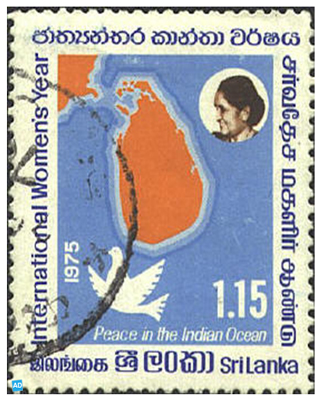 ජාත්‍යන්තර කාන්තා වර්ෂය
International Women's Year
சர்வதேச மகளிர் ஆண்டு
1975
1.15
Peace in the Indian Ocean
இலங்கை ශ්‍රී ලංකා Sri Lanka
AD